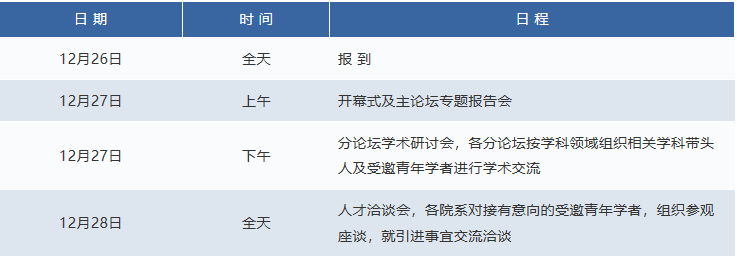 日 期 时 间 日 程
12月26日 全天 报 到
12月27日 上午 开幕式及主论坛专题报告会
12月27日 下午 分论坛学术研讨会，各分论坛按学科领域组织相关学科带头
人及受邀青年学者进行学术交流
12月28日 全天 人才洽谈会，各院系对接有意向的受邀青年学者，组织参观
座谈，就引进事宜交流洽谈